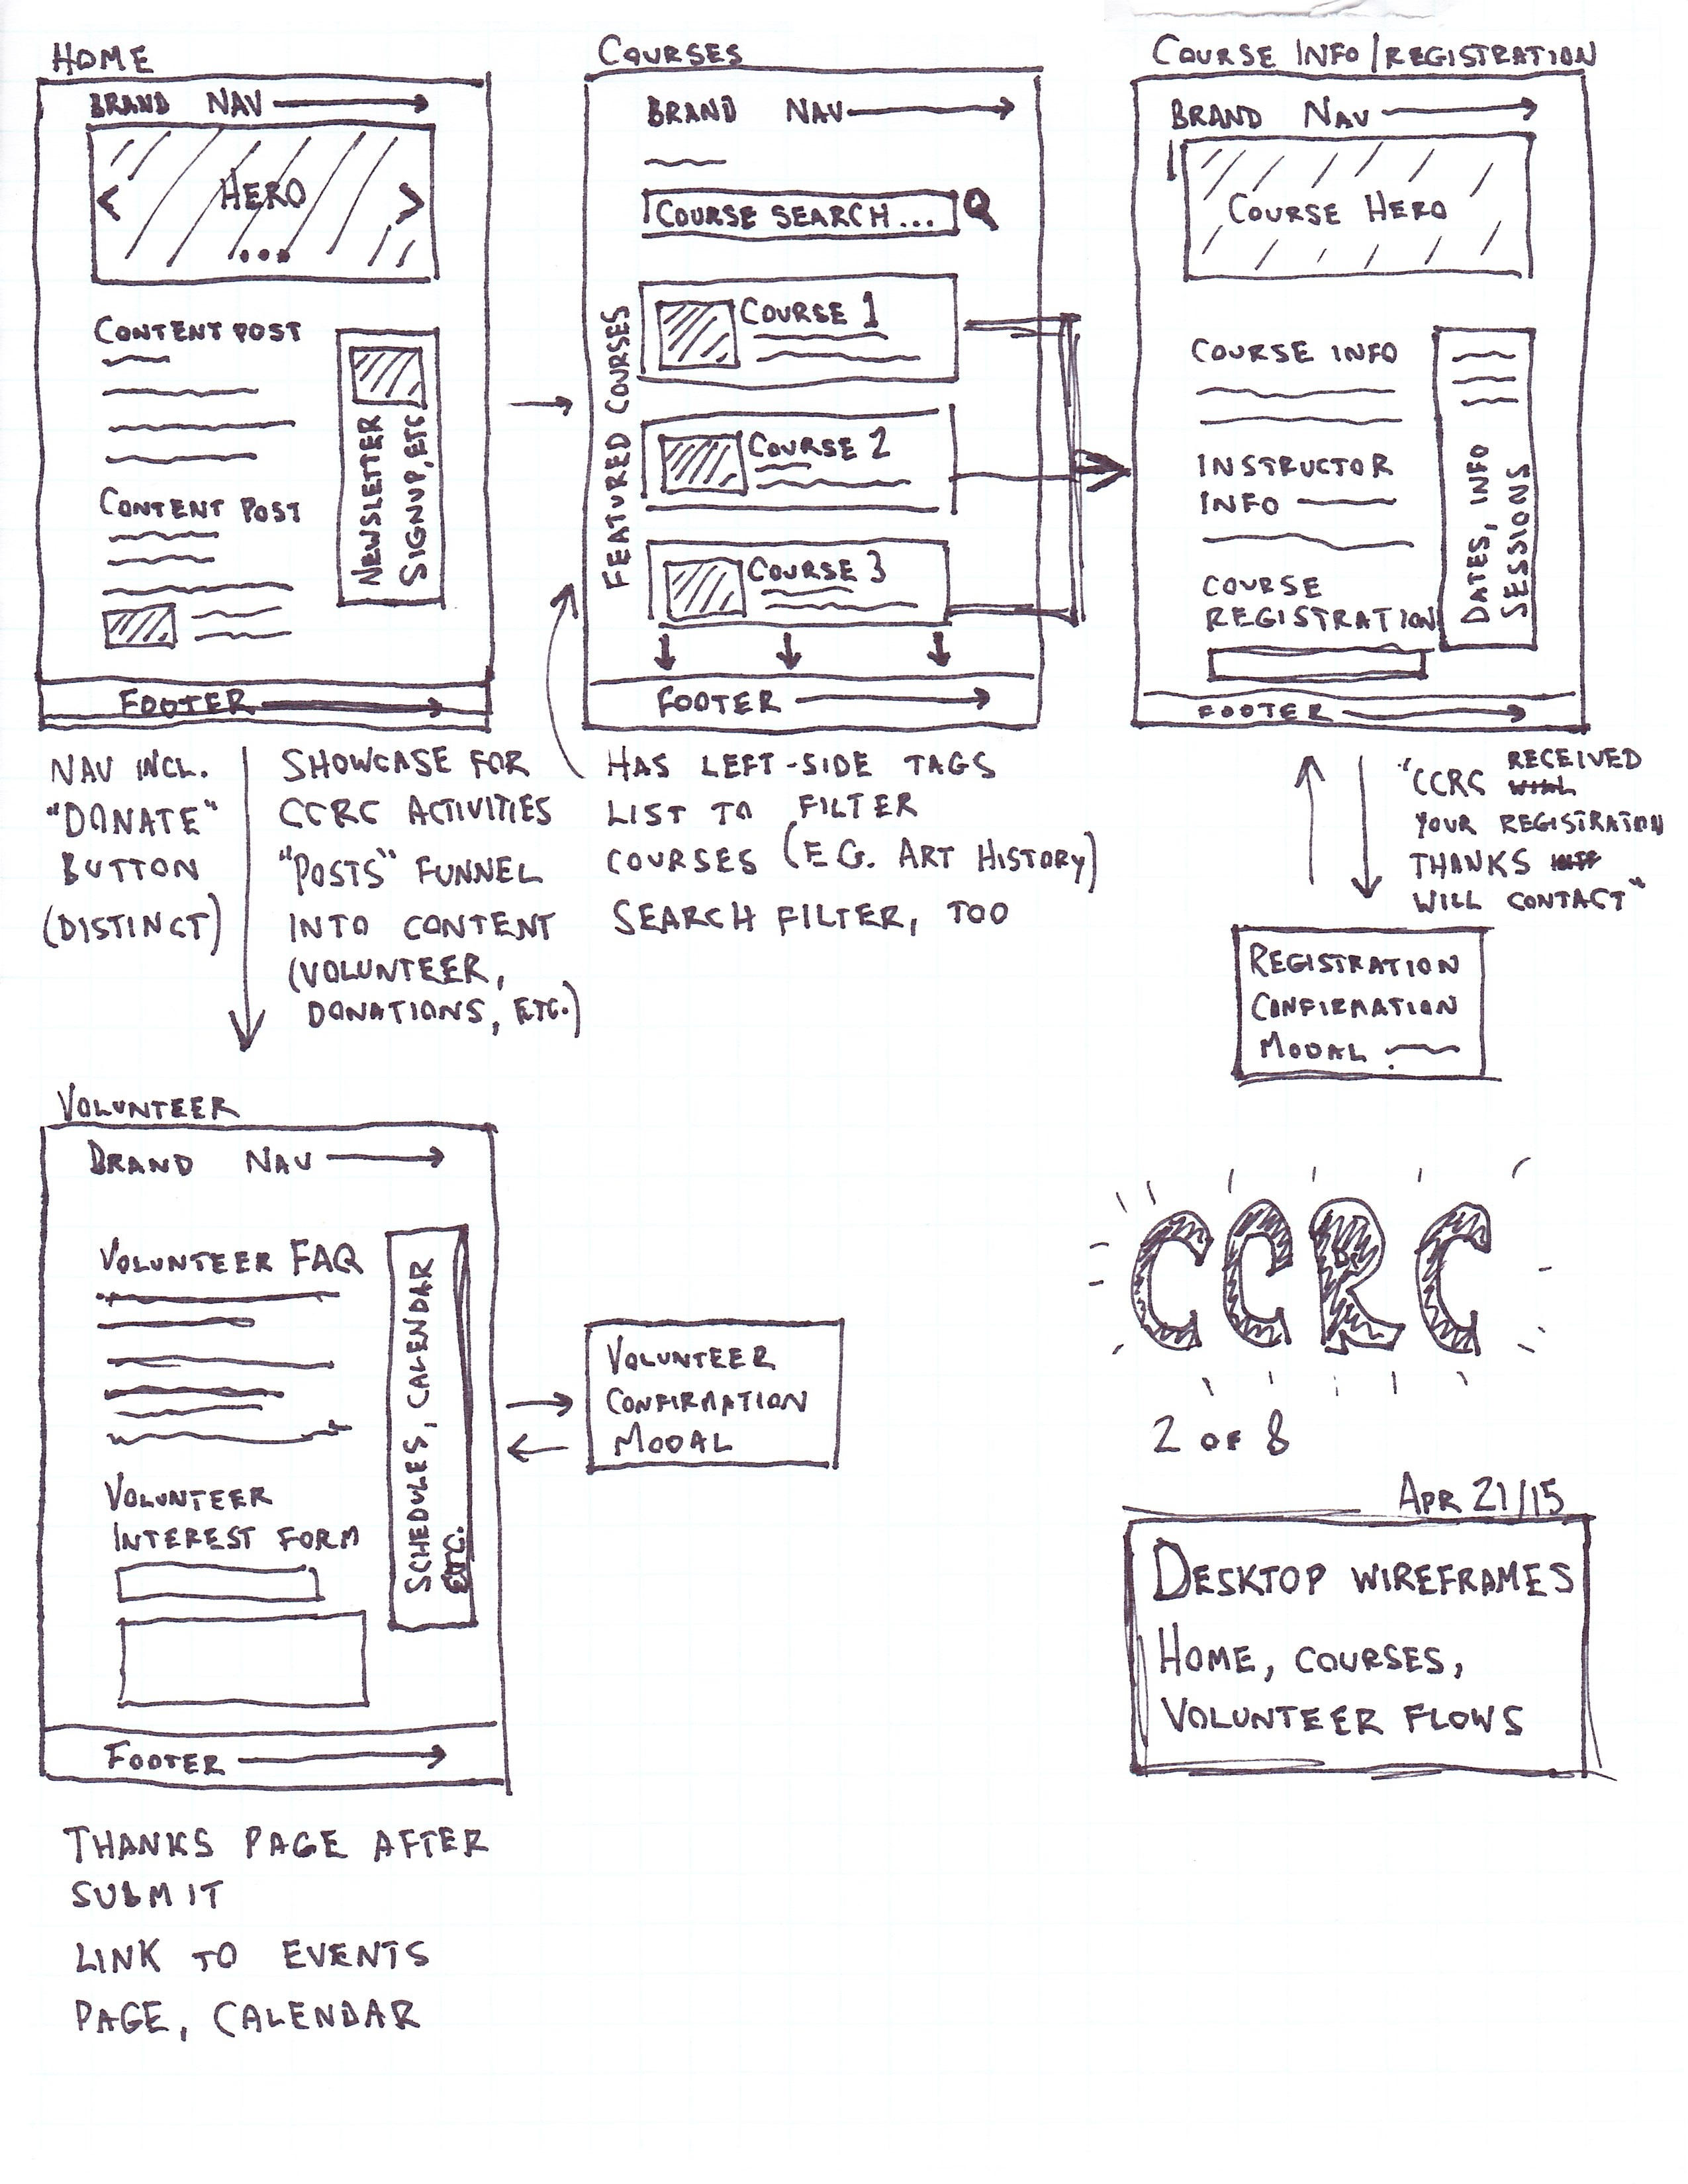 HOME
BRAND NAV
HERO
CONTENT POST
CONTENT POST
NEWSLETTER
SIGNUP, ETC
FOOTER
NAV INCL.
"DONATE"
BUTTON
(DISTINCT)
SHOWCASE FOR
CCRC ACTIVITIES
"POSTS" FUNNEL
INTO CONTENT
(VOLUNTEER,
DONATIONS, ETC.)
COURSES
BRAND NAV
COURSE SEARCH...
FEATURED COURSES
COURSE 1
COURSE 2
COURSE 3
FOOTER
HAS LEFT-SIDE TAGS
LIST TO FILTER
COURSES (E.G. ART HISTORY)
SEARCH FILTER, TOO
COURSE INFO/REGISTRATION
BRAND NAV
COURSE HERO
COURSE INFO
INSTRUCTOR
INFO
COURSE
REGISTRATION
DATES, INFO
SESSIONS
FOOTER
"CCRC RECEIVED
YOUR REGISTRATION
THANKS
WILL CONTACT"
REGISTRATION
CONFIRMATION
MODAL
VOLUNTEER
BRAND NAV
VOLUNTEER FAQ
VOLUNTEER
INTEREST FORM
SCHEDULES, CALENDAR
ETC.
FOOTER
THANKS PAGE AFTER
SUBMIT
LINK TO EVENTS
PAGE, CALENDAR
VOLUNTEER
CONFIRMATION
MODAL
CCRC
2 OF 8
APR 21/15
DESKTOP WIREFRAMES
HOME, COURSES,
VOLUNTEER FLOWS